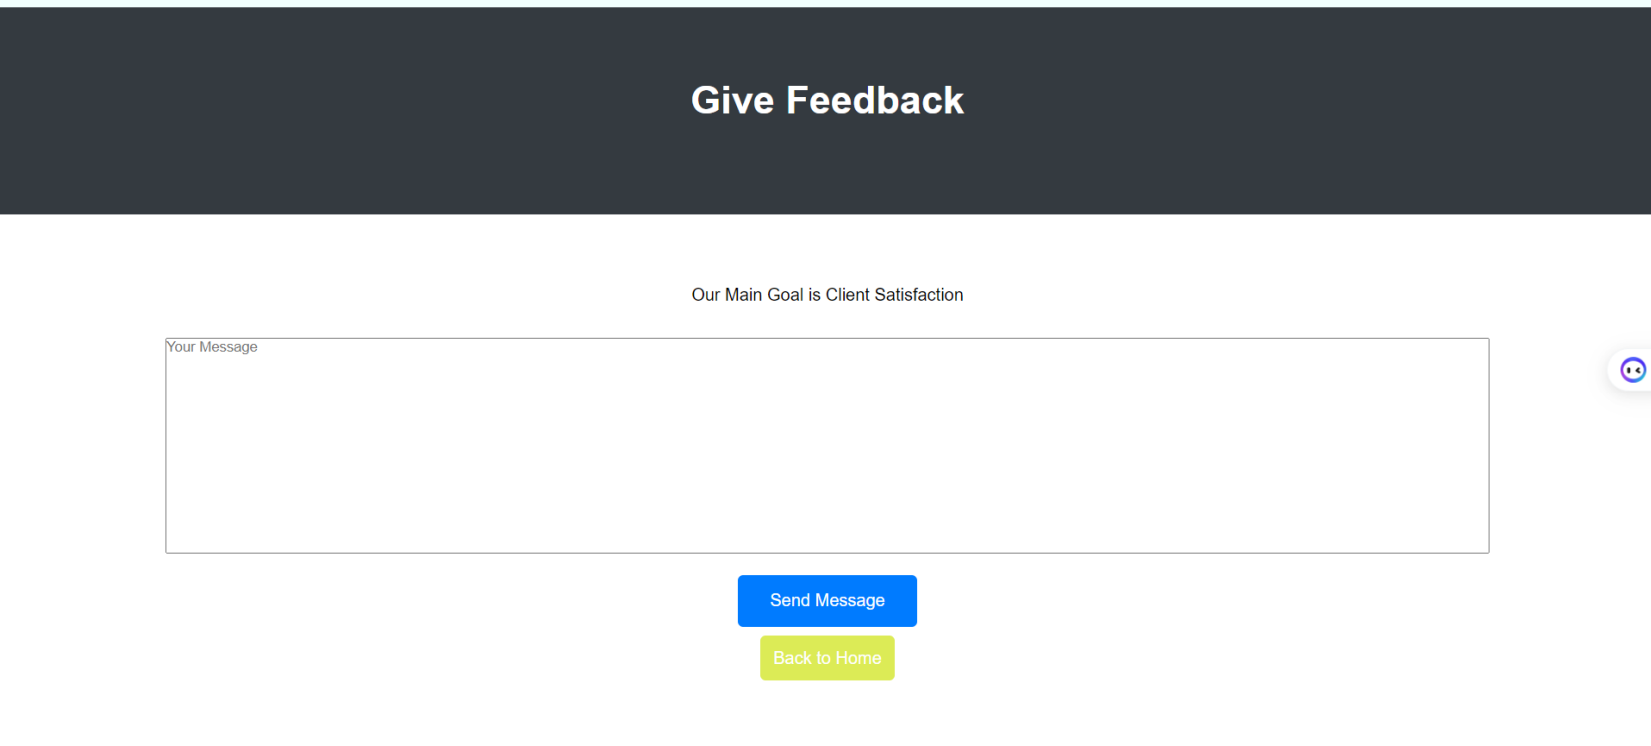 Give Feedback
Our Main Goal is Client Satisfaction
Your Message
Send Message
Back to Home